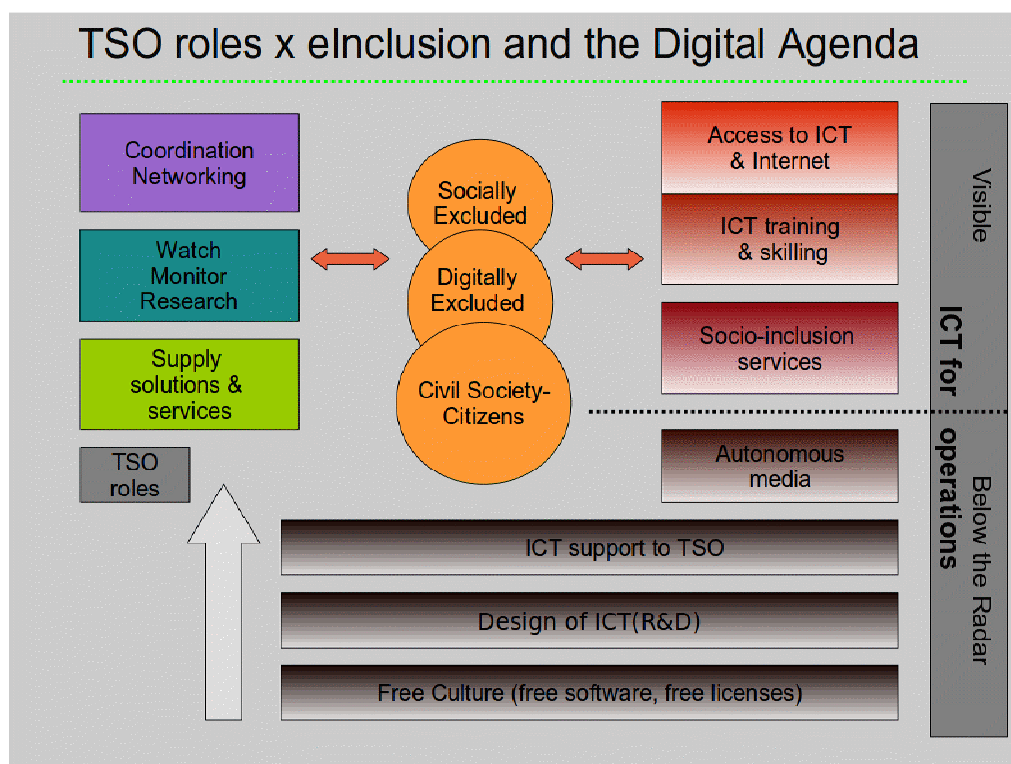 TSO roles x eInclusion and the Digital Agenda
Coordination
Networking
Watch
Monitor
Research
Supply
solutions &
services
TSO
roles
Socially
Excluded
Digitally
Excluded
Civil Society-
Citizens
Access to ICT
& Internet
ICT training
& skilling
Socio-inclusion
services
Autonomous
media
ICT support to TSO
Design of ICT(R&D)
Free Culture (free software, free licenses)
Visible
ICT for operations
Below the Radar